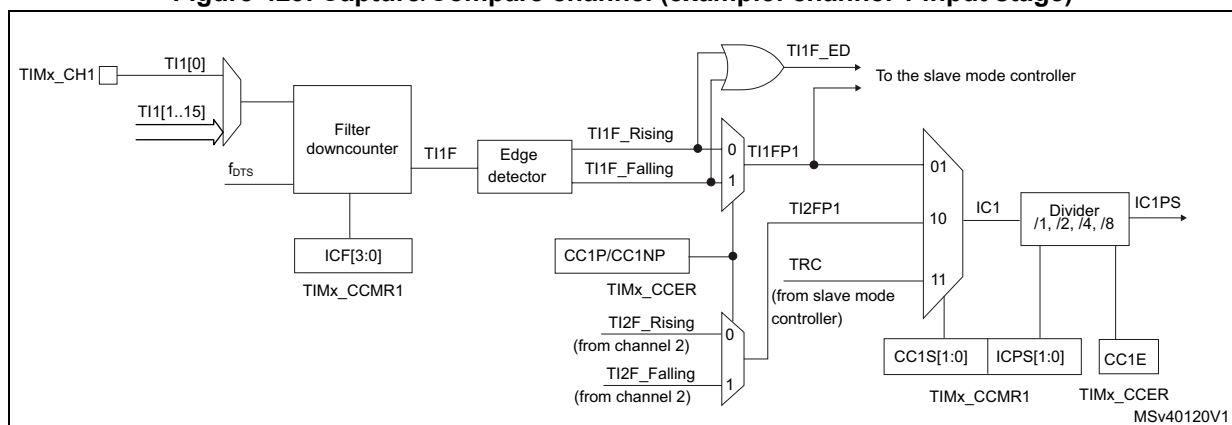 Figure 426. Capture/Compare channel (example: channel 1 input stage)
TIMx_CH1
TI1[0]
TI1[1..15]
fDTS
Filter
downcounter
ICF[3:0]
TIMx_CCMR1
TI1F
Edge
detector
TI1F_Rising
TI1F_Falling
0
1
TI1F_ED
To the slave mode controller
TI1FP1
CC1P/CC1NP
TIMx_CCER
TI2F_Rising
(from channel 2)
TI2F_Falling
(from channel 2)
0
1
TI2FP1
TRC
(from slave mode
controller)
01
10
11
IC1
Divider
/1, /2, /4, /8
IC1PS
CC1S[1:0]
ICPS[1:0]
TIMx_CCMR1
CC1E
TIMx_CCER
MSv40120V1